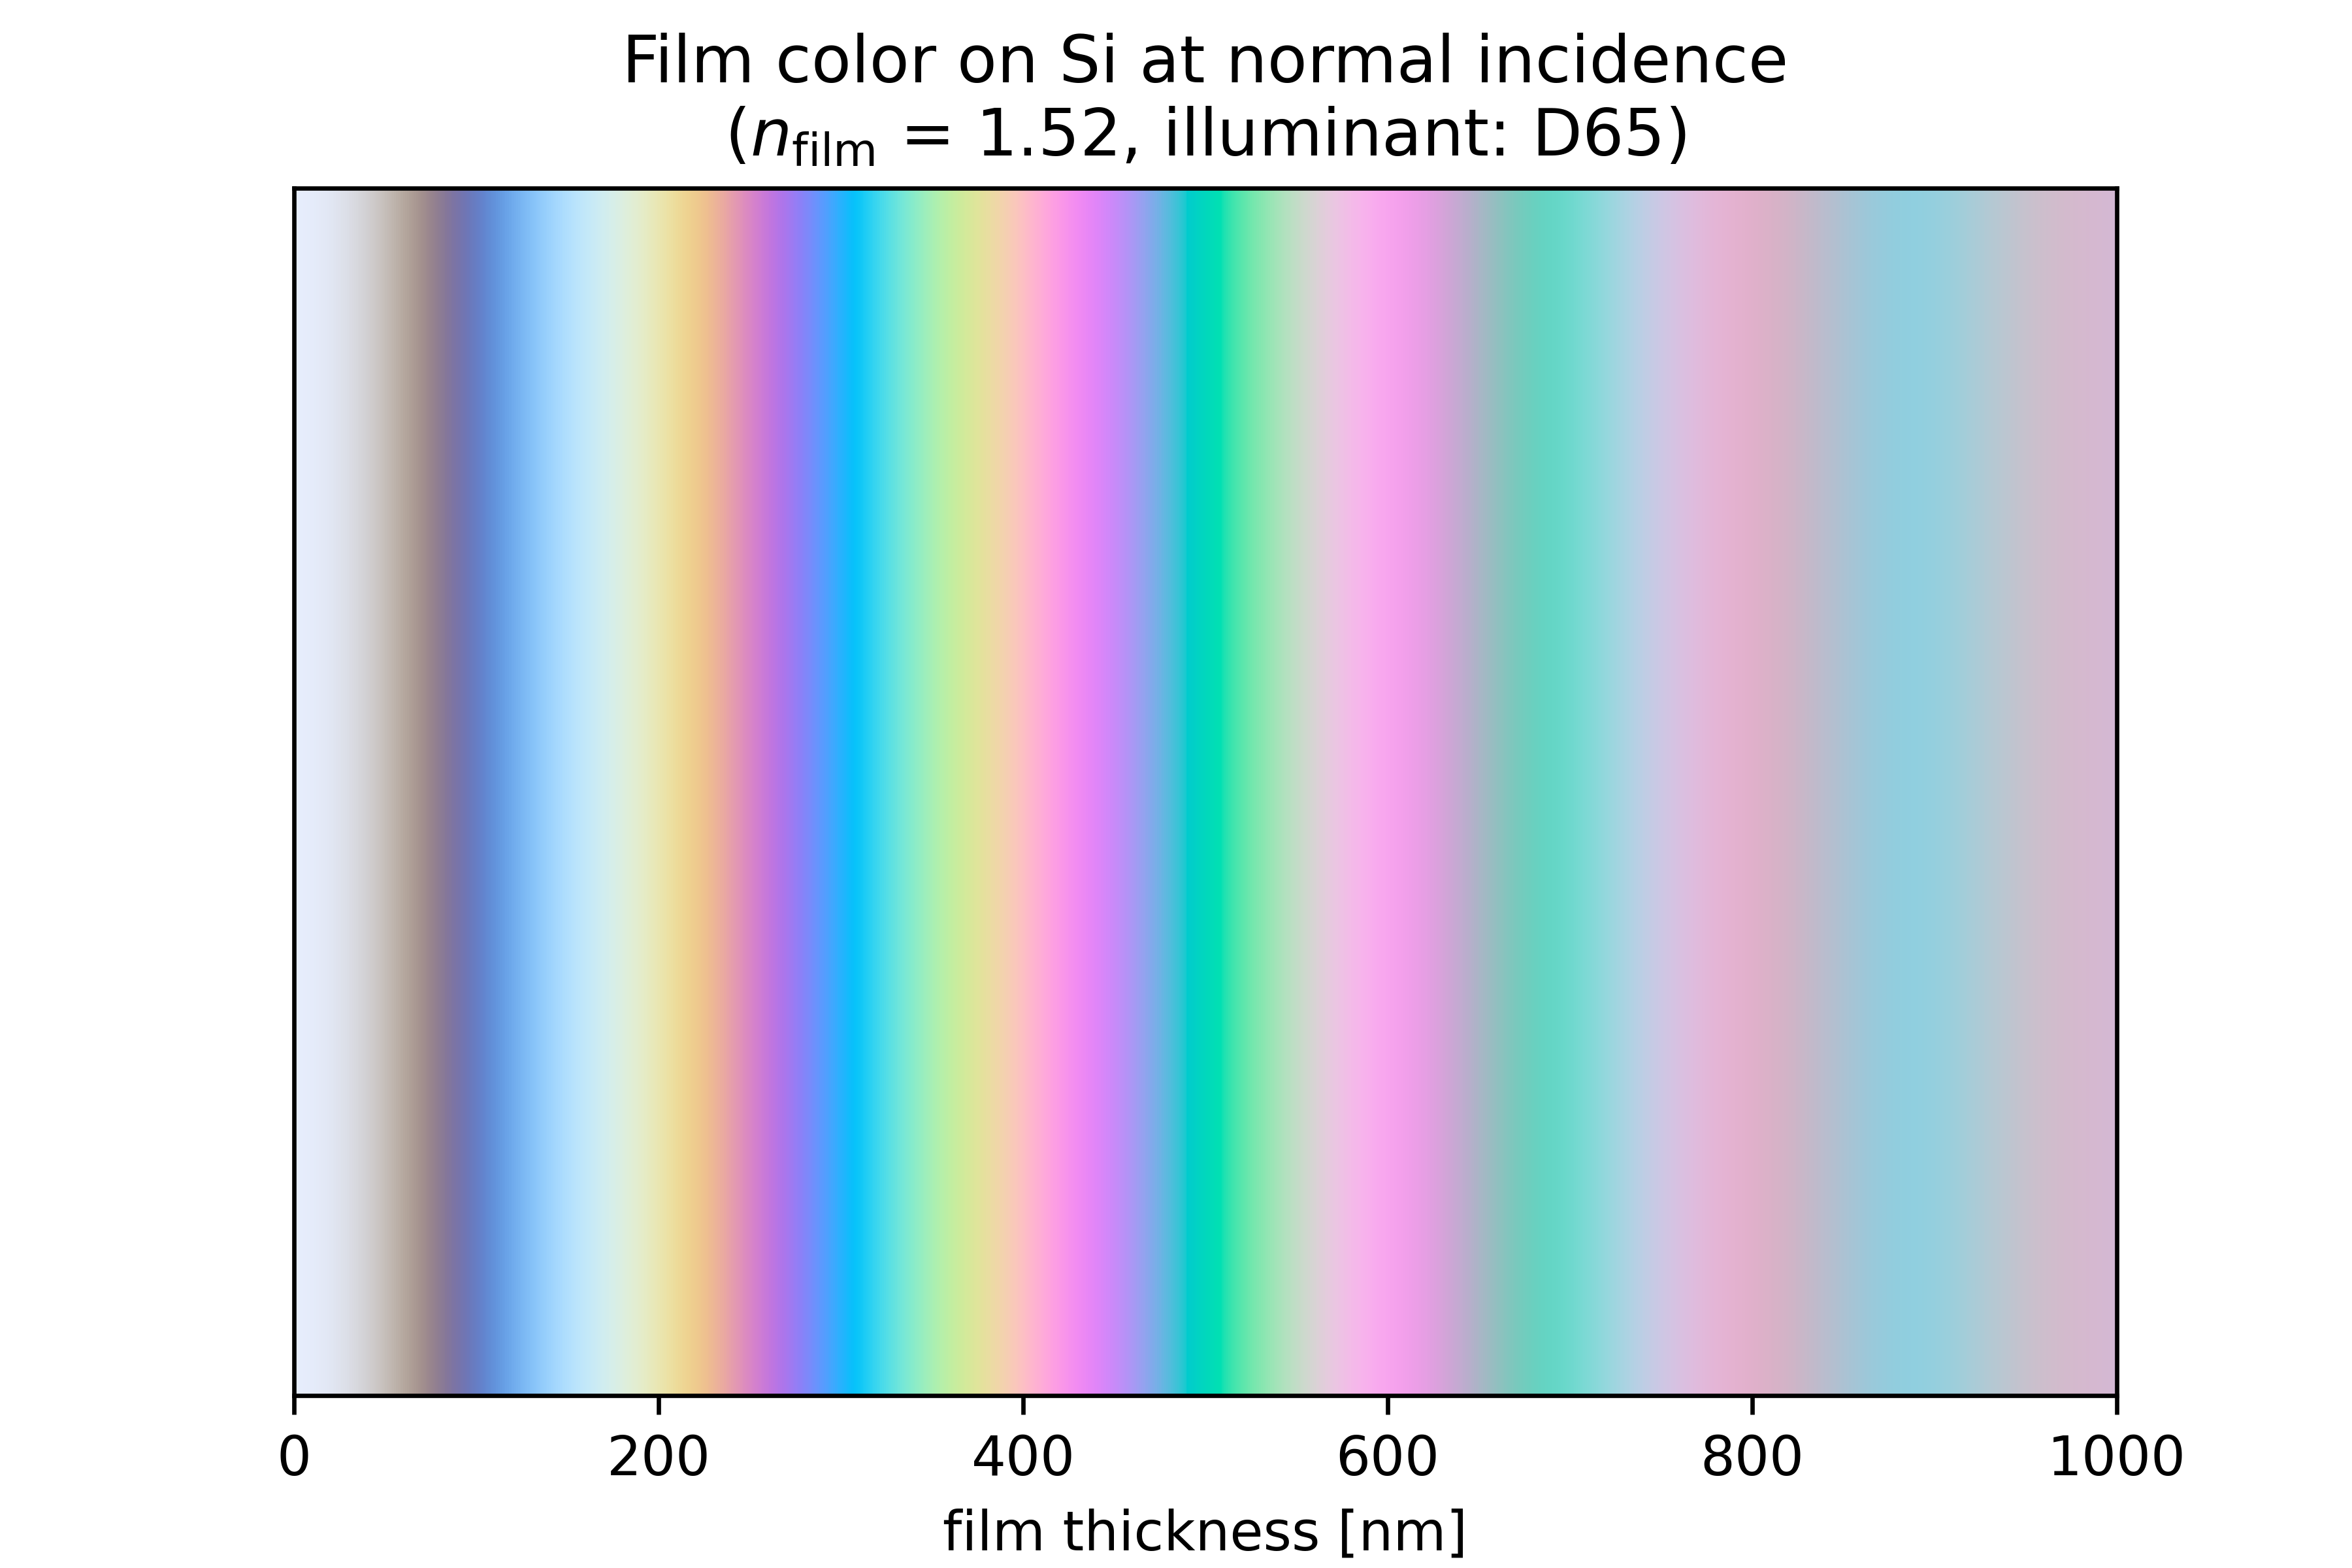 Film color on Si at normal incidence
(n_film = 1.52, illuminant: D65)
0 200 400 600 800 1000
film thickness [nm]